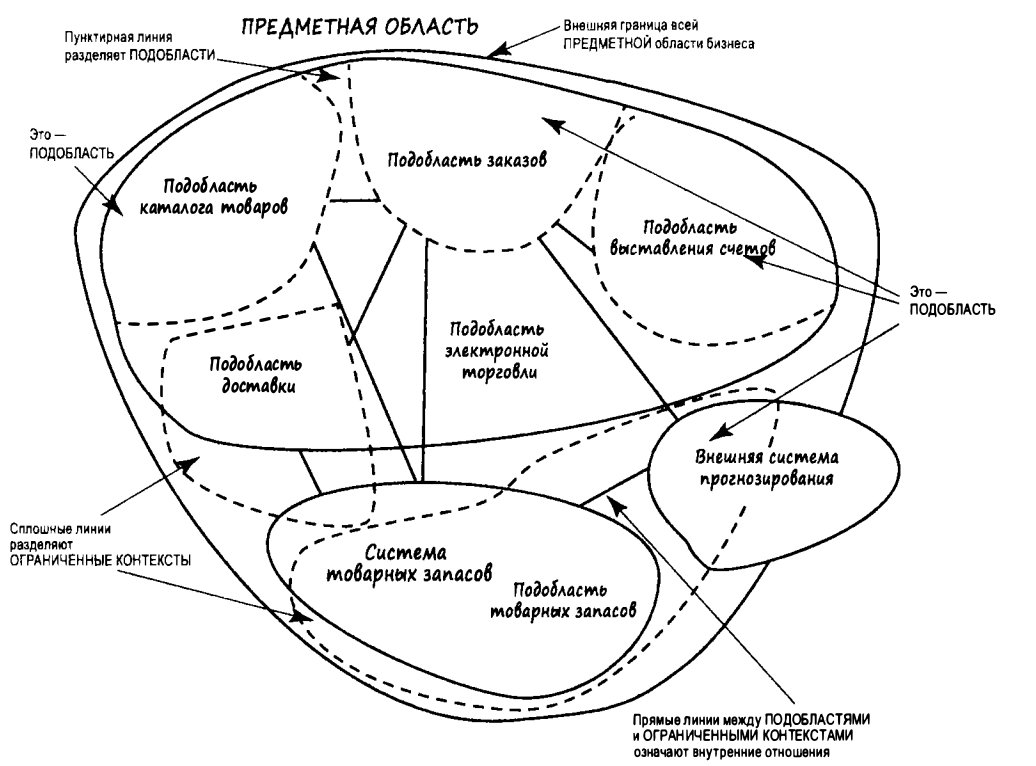 ПРЕДМЕТНАЯ ОБЛАСТЬ
Внешняя граница всей
ПРЕДМЕТНОЙ области бизнеса
Пунктирная линия
разделяет ПОДОБЛАСТИ
Это —
ПОДОБЛАСТЬ
Подобласть заказов
Подобласть
каталога товаров
Подобласть
выставления счетов
Это —
ПОДОБЛАСТЬ
Подобласть
электронной
торговли
Подобласть
доставки
Внешняя система
прогнозирования
Сплошные линии
разделяют
ОГРАНИЧЕННЫЕ КОНТЕКСТЫ
Система
товарных запасов
Подобласть
товарных запасов
Прямые линии между ПОДОБЛАСТЯМИ
и ОГРАНИЧЕННЫМИ КОНТЕКСТАМИ
означают внутренние отношения